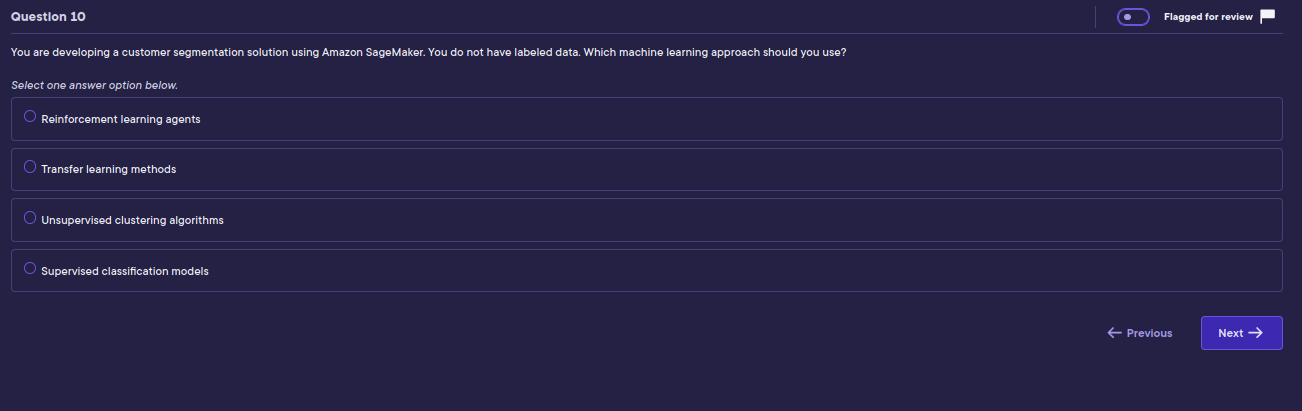 Question 10
Flagged for review
You are developing a customer segmentation solution using Amazon SageMaker. You do not have labeled data. Which machine learning approach should you use?
Select one answer option below.
Reinforcement learning agents
Transfer learning methods
Unsupervised clustering algorithms
Supervised classification models
Previous
Next